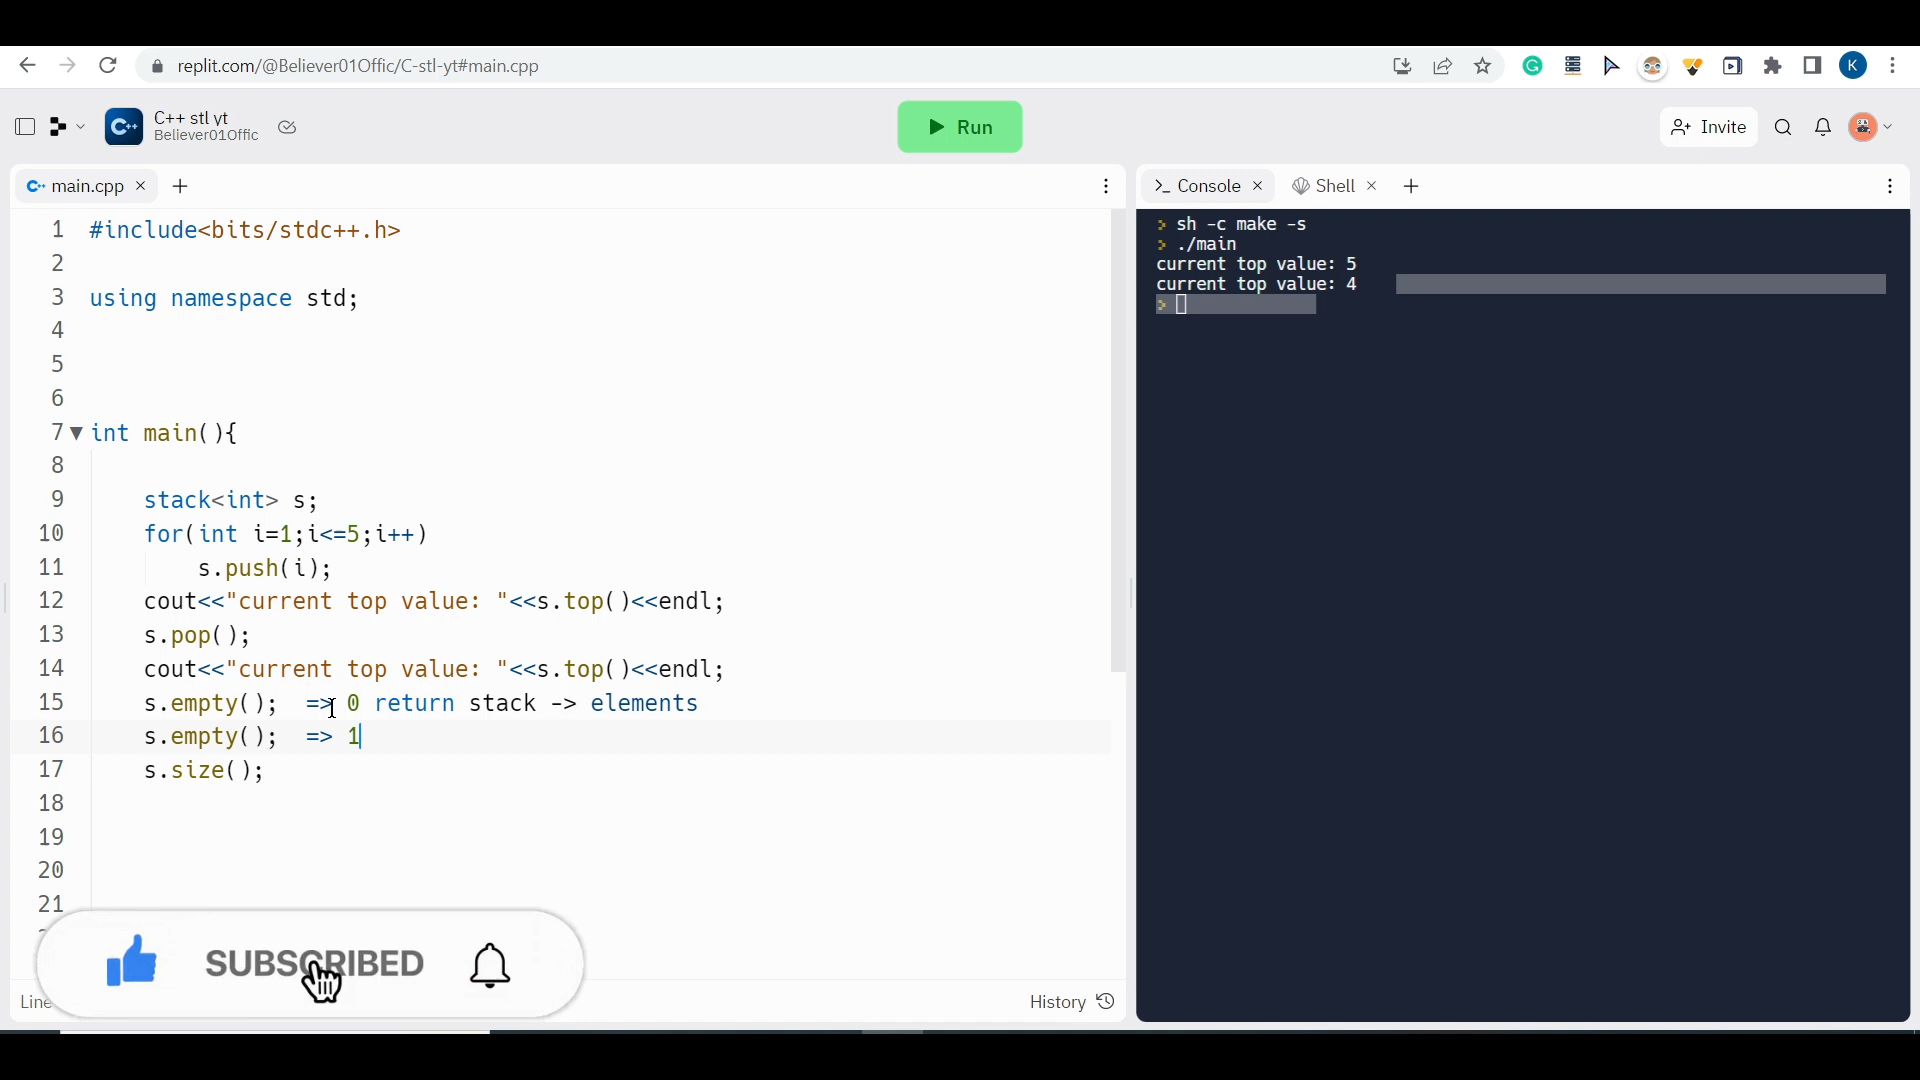 replit.com/@Believer01Offic/C-stl-yt#main.cpp
K
C++ stl yt
Believer01Offic
Run
Invite
main.cpp
Console
Shell
1 #include<bits/stdc++.h>
2
3 using namespace std;
4
5
6
7 int main(){
8
9 stack<int> s;
10 for(int i=1;i<=5;i++)
11 s.push(i);
12 cout<<"current top value: "<<s.top()<<endl;
13 s.pop();
14 cout<<"current top value: "<<s.top()<<endl;
15 s.empty(); => 0 return stack -> elements
16 s.empty(); => 1
17 s.size();
18
19
20
21
SUBSCRIBED
Line
History
> sh -c make -s
> ./main
current top value: 5
current top value: 4
>